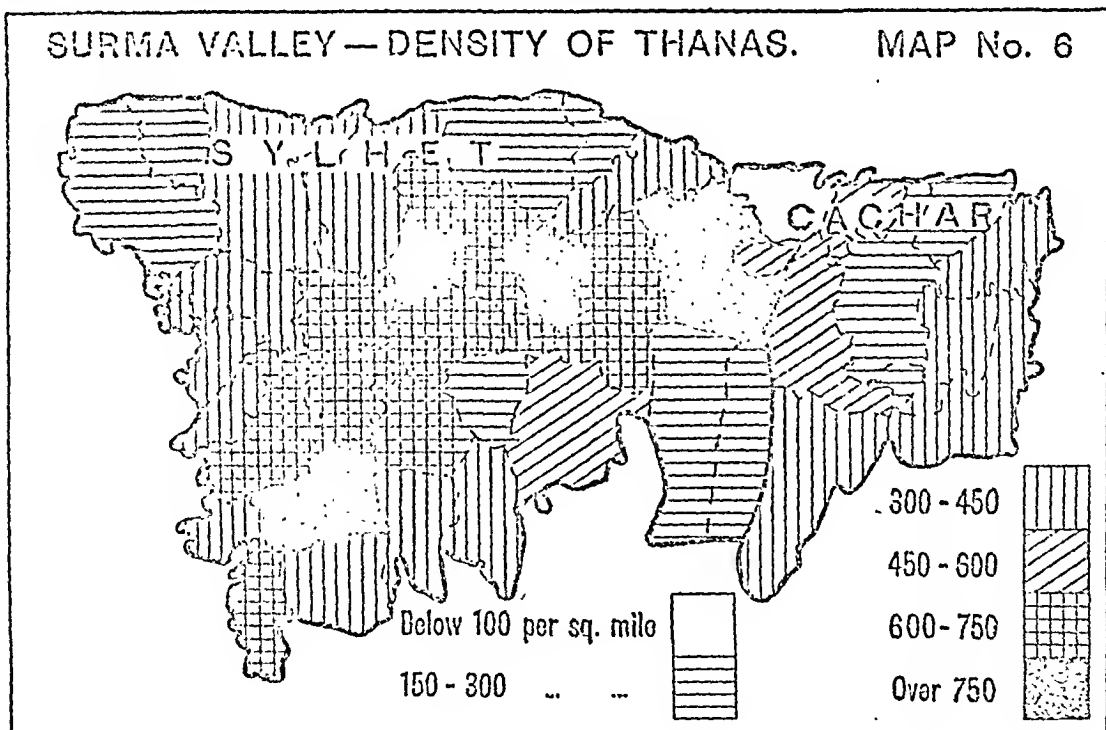 SURMA VALLEY — DENSITY OF THANAS. MAP No. 6
SYLHET
CACHAR
300 - 450
450 - 600
600 - 750
Over 750
Below 100 per sq. mile
150 - 300 „ „